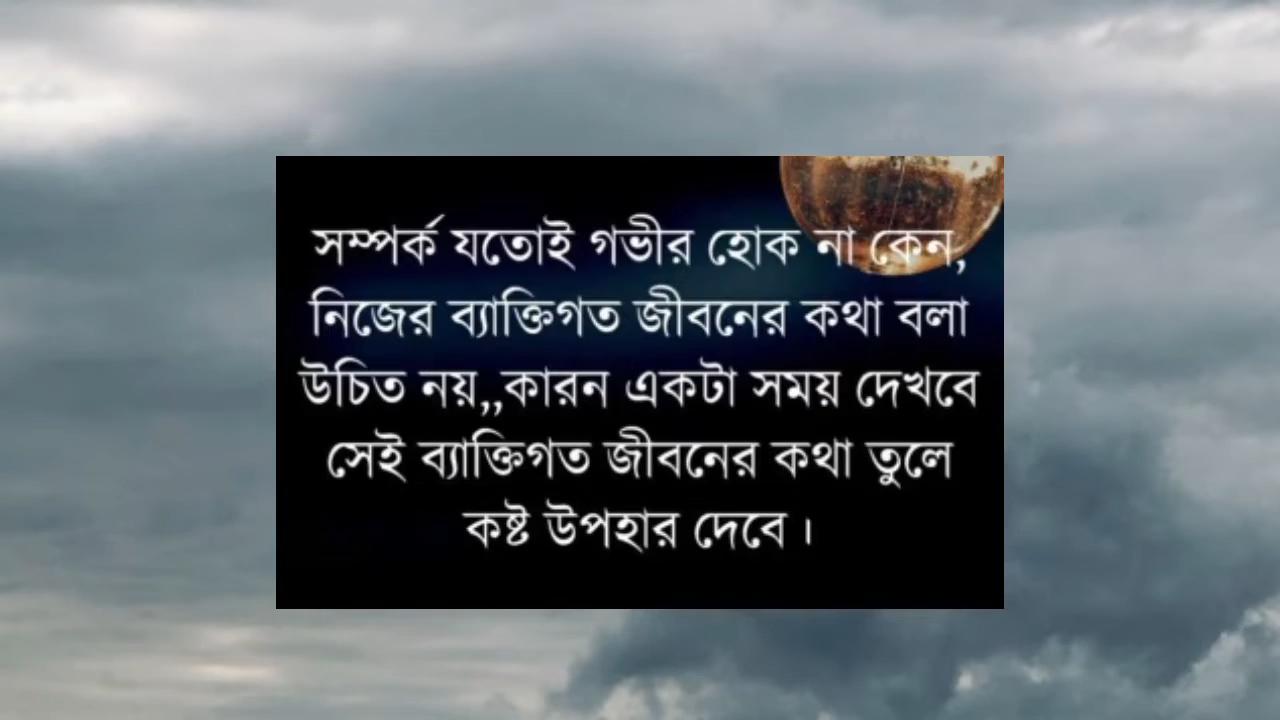 সম্পর্ক যতোই গভীর হোক না কেন,
নিজের ব্যাক্তিগত জীবনের কথা বলা
উচিত নয়,,কারন একটা সময় দেখবে
সেই ব্যাক্তিগত জীবনের কথা তুলে
কষ্ট উপহার দেবে।